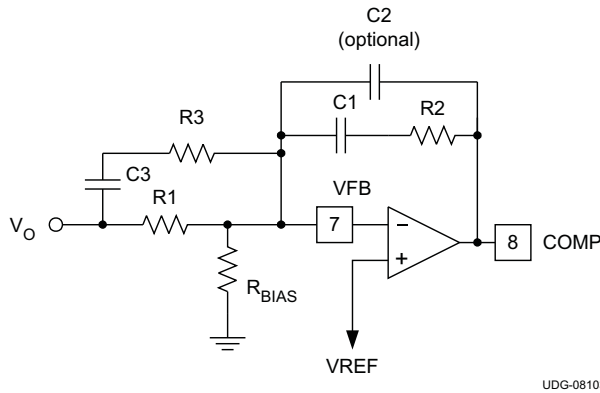 C2
(optional)
C1
R2
R3
C3
R1
VFB
VO
7
−
+
8
COMP
RBIAS
VREF
UDG-0810